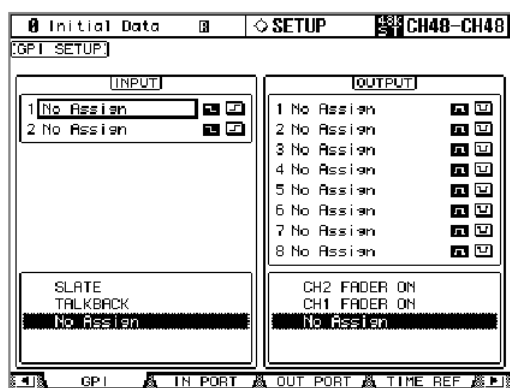 0 Initial Data R SETUP 48k ST CH48-CH48
GPI SETUP
INPUT
1 No Assign
2 No Assign
SLATE
TALKBACK
No Assign
OUTPUT
1 No Assign
2 No Assign
3 No Assign
4 No Assign
5 No Assign
6 No Assign
7 No Assign
8 No Assign
CH2 FADER ON
CH1 FADER ON
No Assign
GPI IN PORT OUT PORT TIME REF